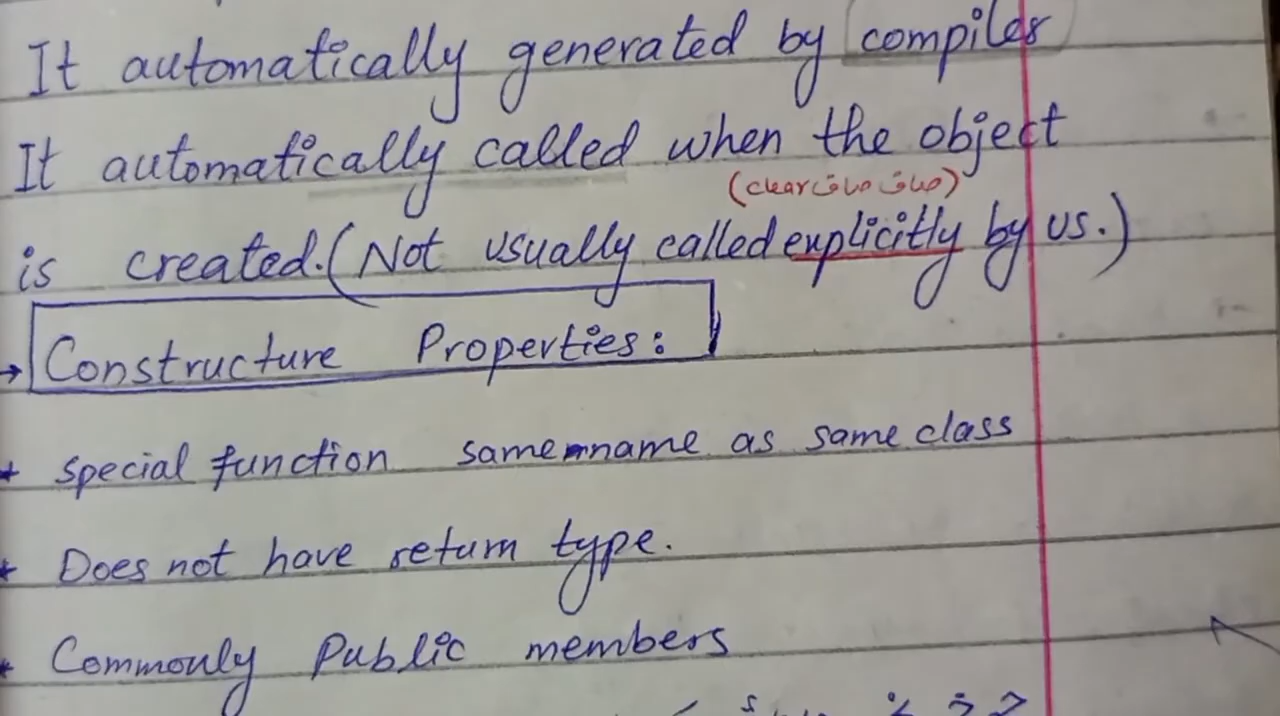 It automatically generated by compiler
It automatically called when the object
(clear صاف صاف)
is created. (Not usually called explicitly by us.)
→ Constructure Properties:
* special function same name as same class
* Does not have return type.
* Commonly Public members